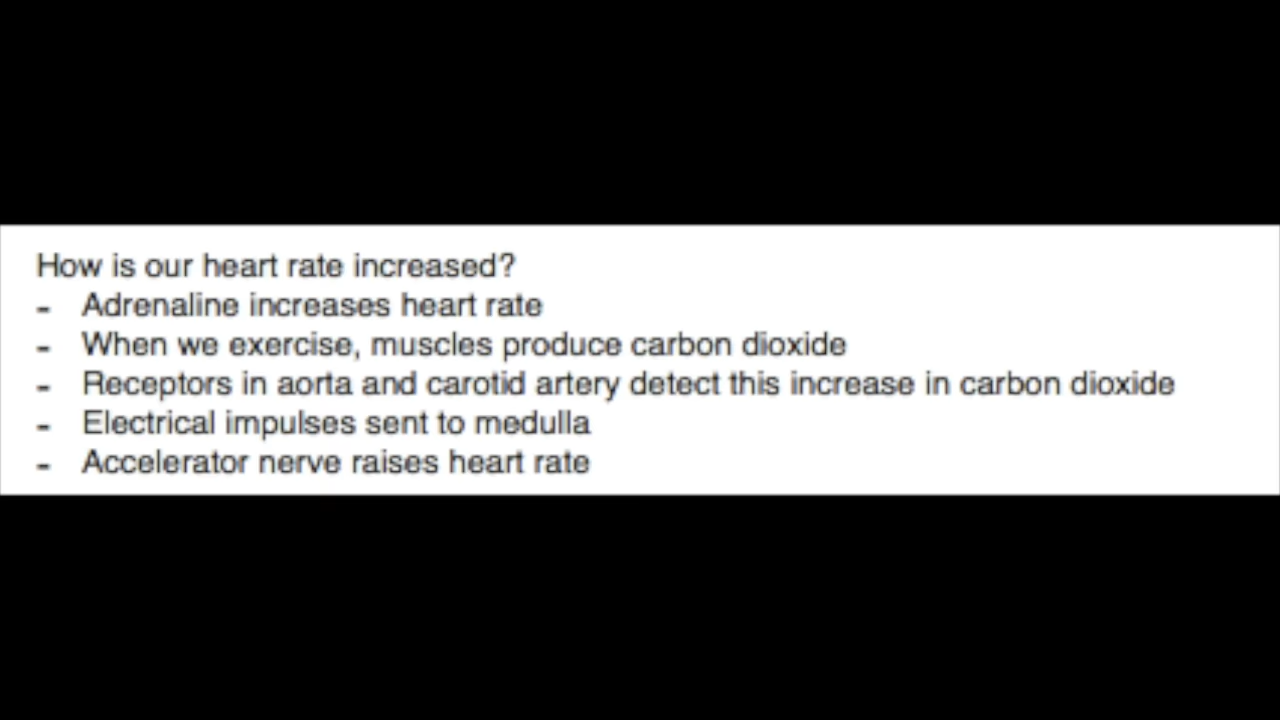 How is our heart rate increased?
- Adrenaline increases heart rate
- When we exercise, muscles produce carbon dioxide
- Receptors in aorta and carotid artery detect this increase in carbon dioxide
- Electrical impulses sent to medulla
- Accelerator nerve raises heart rate